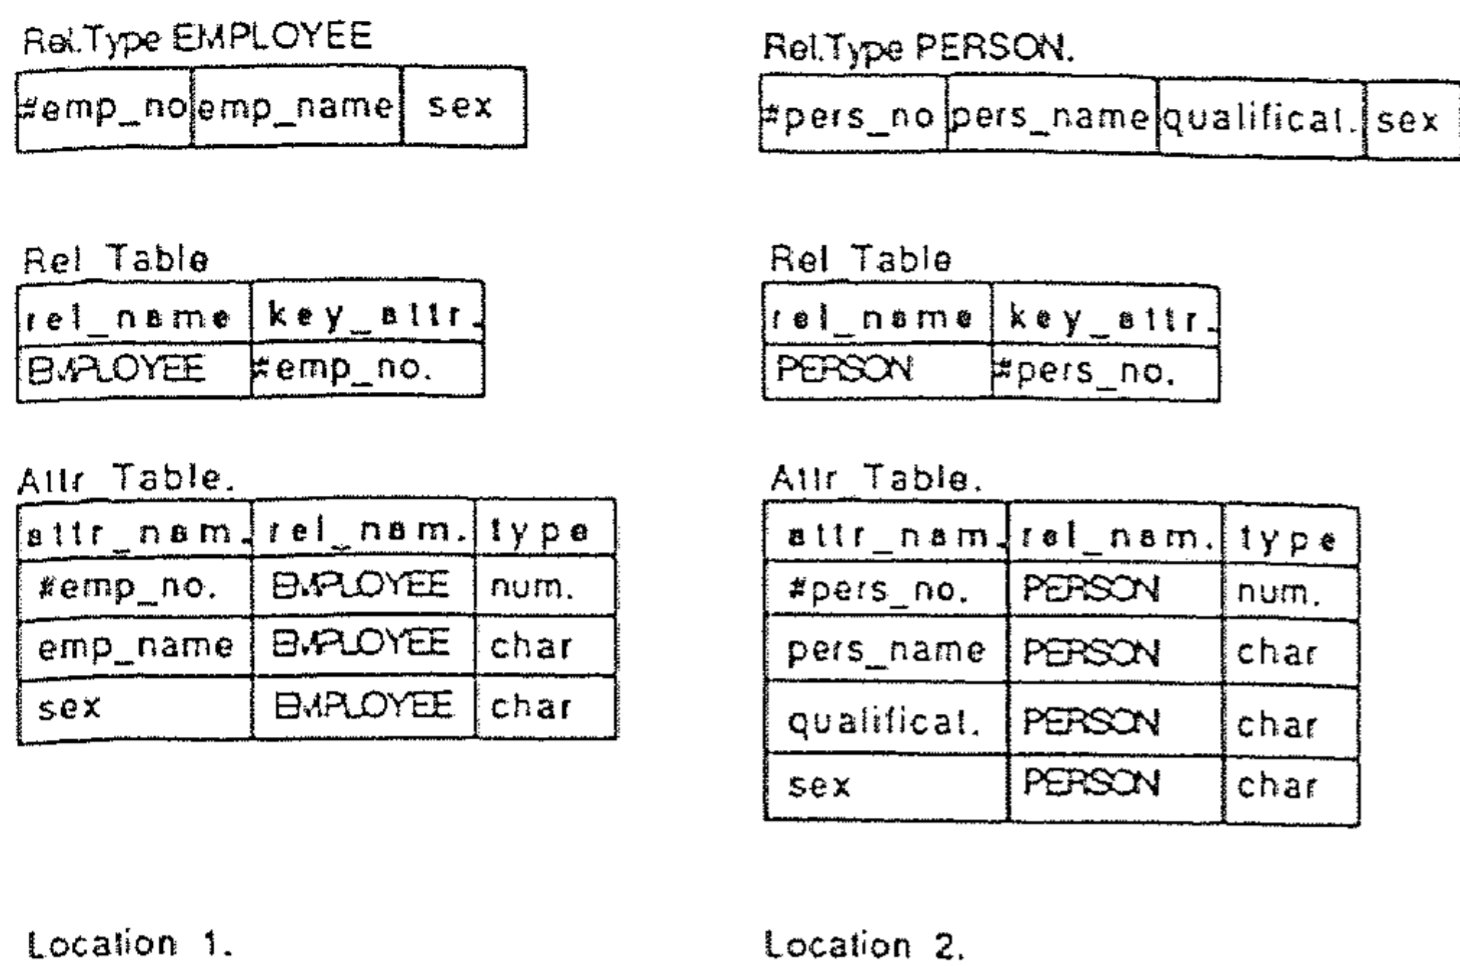 Rel.Type EMPLOYEE
#emp_no emp_name sex
Rel Table
rel_name key_attr.
EMPLOYEE #emp_no.
Attr Table.
attr_nam. rel_nam. type
#emp_no. EMPLOYEE num.
emp_name EMPLOYEE char
sex EMPLOYEE char
Location 1.
Rel.Type PERSON.
#pers_no pers_name qualificat. sex
Rel Table
rel_name key_attr.
PERSON #pers_no.
Attr Table.
attr_nam. rel_nam. type
#pers_no. PERSON num.
pers_name PERSON char
qualificat. PERSON char
sex PERSON char
Location 2.